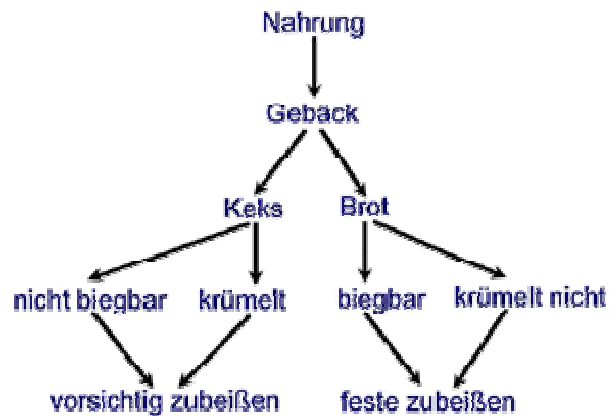 Nahrung
Gebäck
Keks Brot
nicht biegbar krümelt biegbar krümelt nicht
vorsichtig zubeißen feste zubeißen